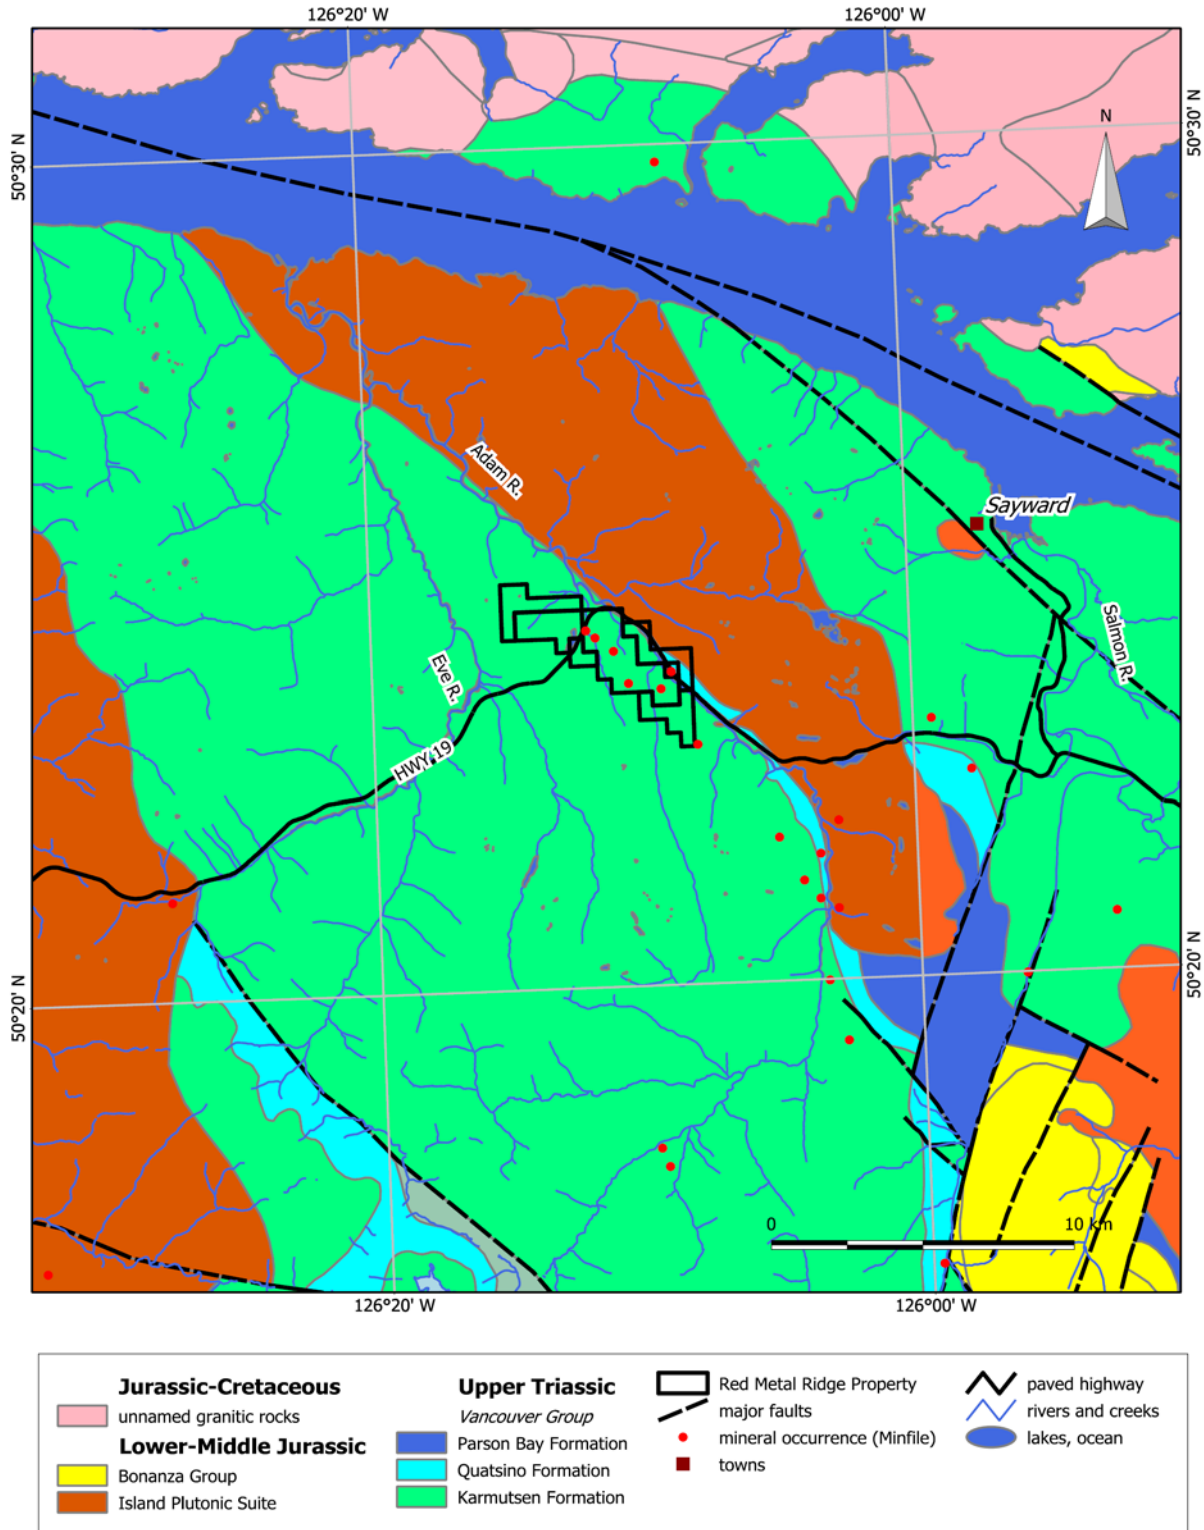 126°20' W
126°00' W
N
50°30' N
50°30' N
Adam R.
Sayward
Salmon R.
Eve R.
HWY 19
50°20' N
50°20' N
0
10 km
126°20' W
126°00' W
Jurassic-Cretaceous
unnamed granitic rocks
Lower-Middle Jurassic
Bonanza Group
Island Plutonic Suite
Upper Triassic
Vancouver Group
Parson Bay Formation
Quatsino Formation
Karmutsen Formation
Red Metal Ridge Property
major faults
mineral occurrence (Minfile)
towns
paved highway
rivers and creeks
lakes, ocean